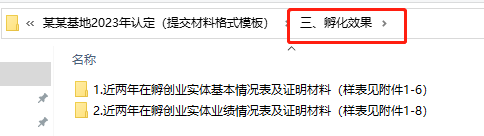 « 某某基地2023年认定（提交材料格式模板） › 三、孵化效果 ›
名称
1.近两年在孵创业实体基本情况表及证明材料（样表见附件1-6）
2.近两年在孵创业实体业绩情况表及证明材料（样表见附件1-8）